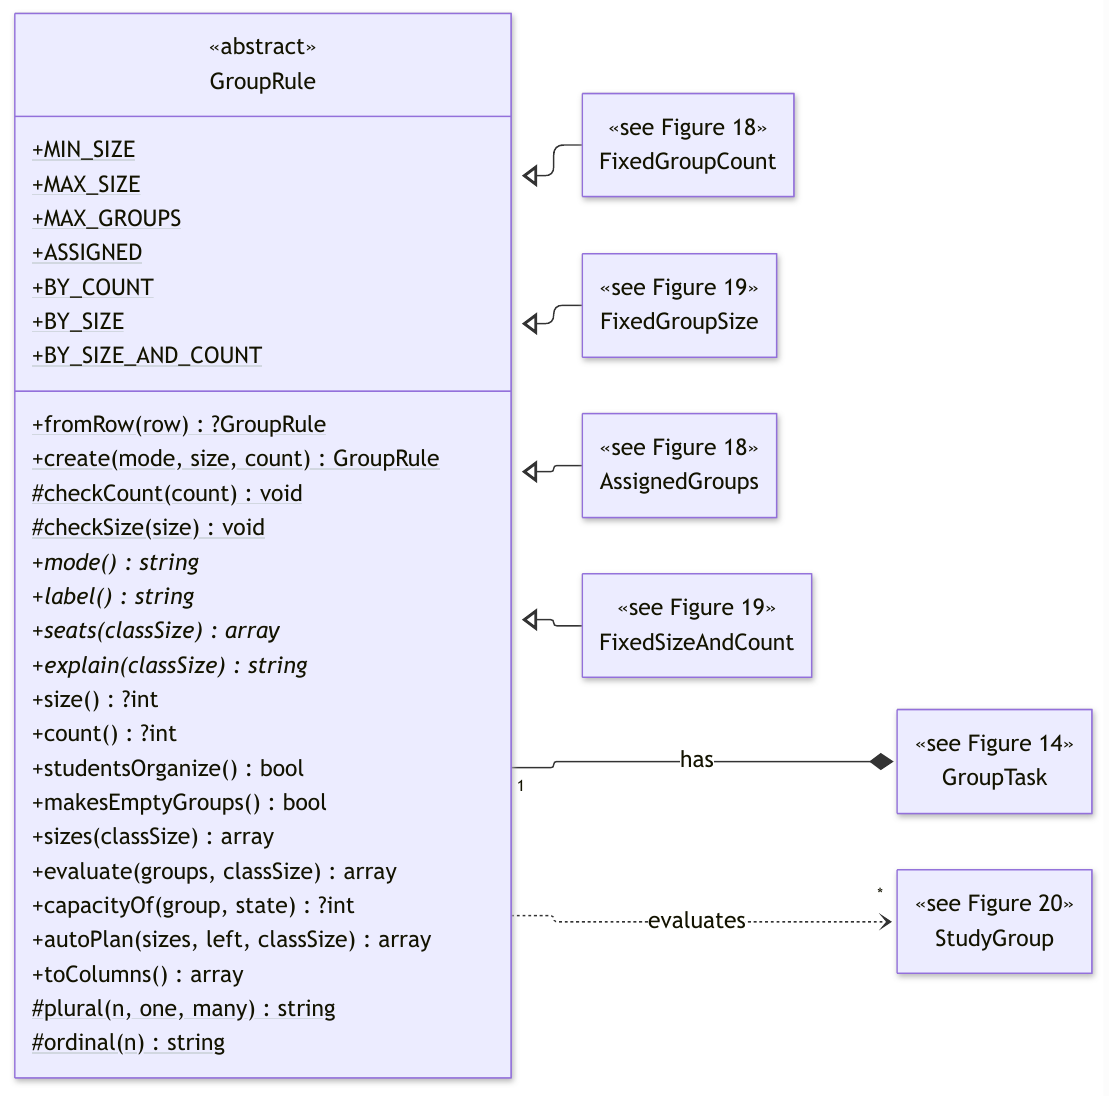 «abstract»
GroupRule
+MIN_SIZE
+MAX_SIZE
+MAX_GROUPS
+ASSIGNED
+BY_COUNT
+BY_SIZE
+BY_SIZE_AND_COUNT
+fromRow(row) : ?GroupRule
+create(mode, size, count) : GroupRule
#checkCount(count) : void
#checkSize(size) : void
+mode() : string
+label() : string
+seats(classSize) : array
+explain(classSize) : string
+size() : ?int
+count() : ?int
+studentsOrganize() : bool
+makesEmptyGroups() : bool
+sizes(classSize) : array
+evaluate(groups, classSize) : array
+capacityOf(group, state) : ?int
+autoPlan(sizes, left, classSize) : array
+toColumns() : array
#plural(n, one, many) : string
#ordinal(n) : string
«see Figure 18»
FixedGroupCount
«see Figure 19»
FixedGroupSize
«see Figure 18»
AssignedGroups
«see Figure 19»
FixedSizeAndCount
has
1
«see Figure 14»
GroupTask
evaluates
*
«see Figure 20»
StudyGroup